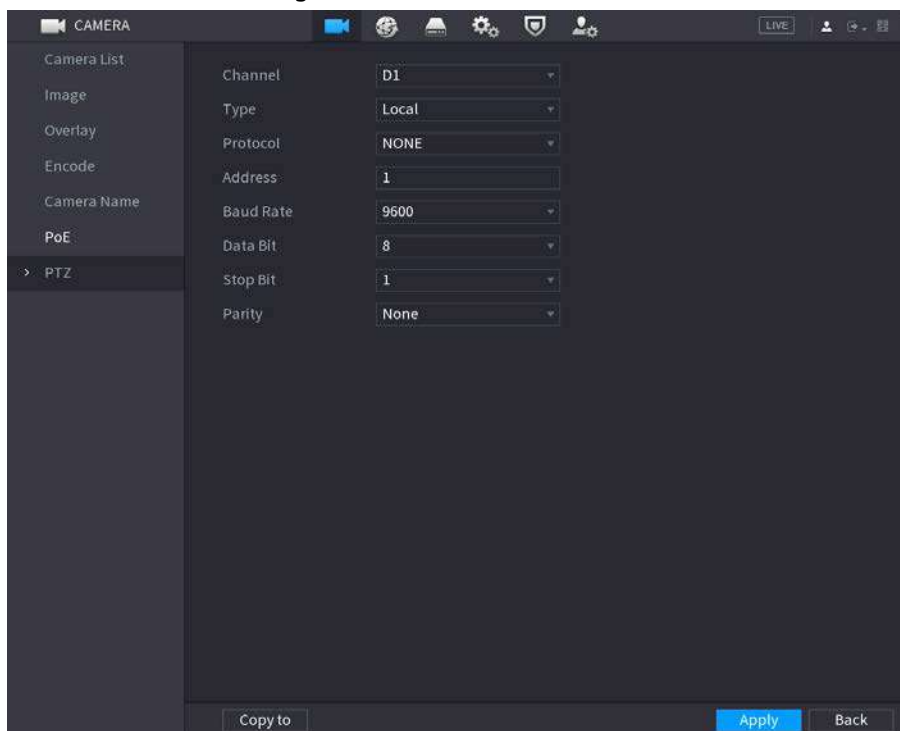 CAMERA
LIVE
Camera List
Image
Overlay
Encode
Camera Name
PoE
> PTZ
Channel D1
Type Local
Protocol NONE
Address 1
Baud Rate 9600
Data Bit 8
Stop Bit 1
Parity None
Copy to
Apply
Back